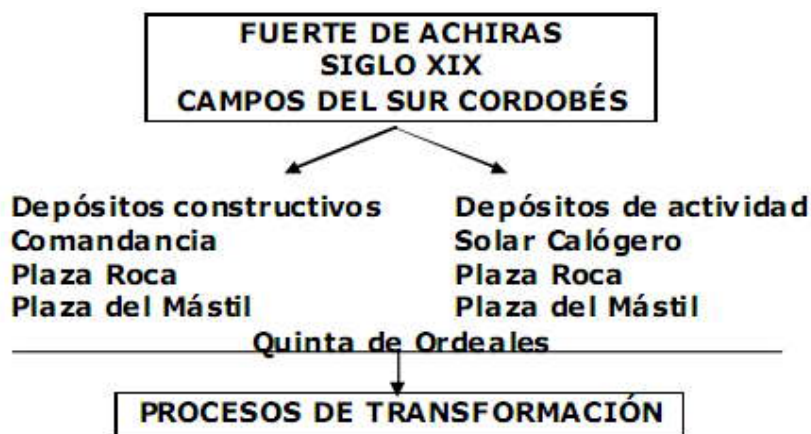 FUERTE DE ACHIRAS
SIGLO XIX
CAMPOS DEL SUR CORDOBÉS
Depósitos constructivos
Comandancia
Plaza Roca
Plaza del Mástil
Depósitos de actividad
Solar Calógero
Plaza Roca
Plaza del Mástil
Quinta de Ordeales
PROCESOS DE TRANSFORMACIÓN